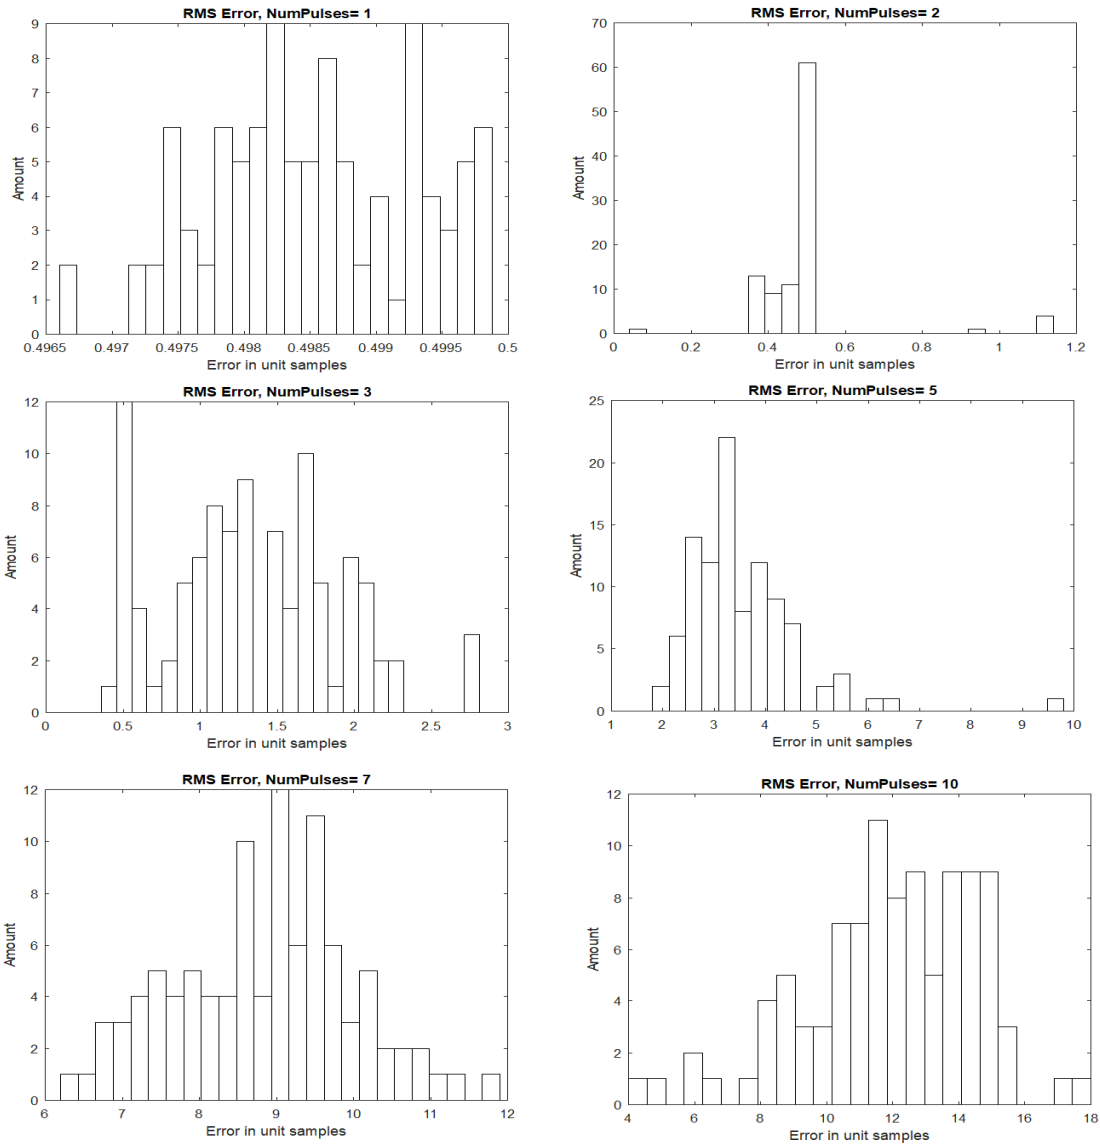 RMS Error, NumPulses= 1
9
8
7
6
5
4
3
2
1
0
Amount
0.4965 0.497 0.4975 0.498 0.4985 0.499 0.4995 0.5
Error in unit samples
RMS Error, NumPulses= 2
70
60
50
40
30
20
10
0
Amount
0 0.2 0.4 0.6 0.8 1 1.2
Error in unit samples
RMS Error, NumPulses= 3
12
10
8
6
4
2
0
Amount
0 0.5 1 1.5 2 2.5 3
Error in unit samples
RMS Error, NumPulses= 5
25
20
15
10
5
0
Amount
1 2 3 4 5 6 7 8 9 10
Error in unit samples
RMS Error, NumPulses= 7
12
10
8
6
4
2
0
Amount
6 7 8 9 10 11 12
Error in unit samples
RMS Error, NumPulses= 10
12
10
8
6
4
2
0
Amount
4 6 8 10 12 14 16 18
Error in unit samples